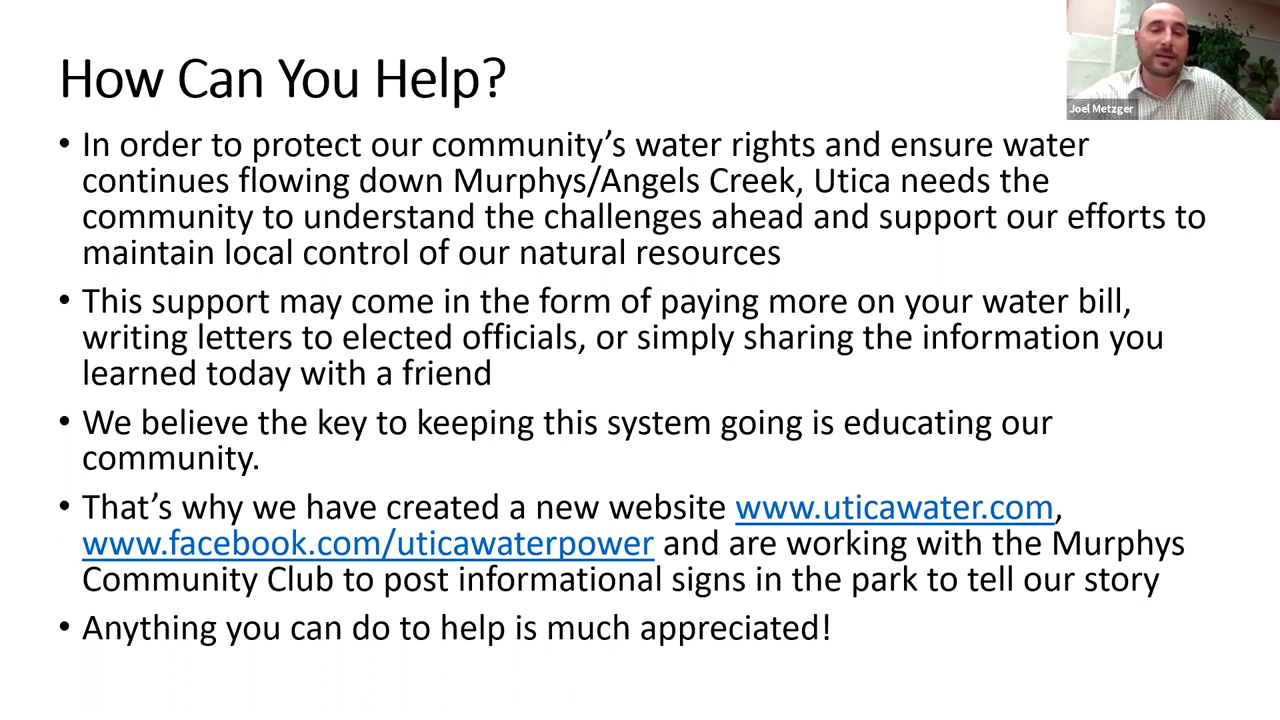 How Can You Help?
Joel Metzger
• In order to protect our community’s water rights and ensure water
continues flowing down Murphys/Angels Creek, Utica needs the
community to understand the challenges ahead and support our efforts to
maintain local control of our natural resources
• This support may come in the form of paying more on your water bill,
writing letters to elected officials, or simply sharing the information you
learned today with a friend
• We believe the key to keeping this system going is educating our
community.
• That’s why we have created a new website www.uticawater.com,
www.facebook.com/uticawaterpower and are working with the Murphys
Community Club to post informational signs in the park to tell our story
• Anything you can do to help is much appreciated!